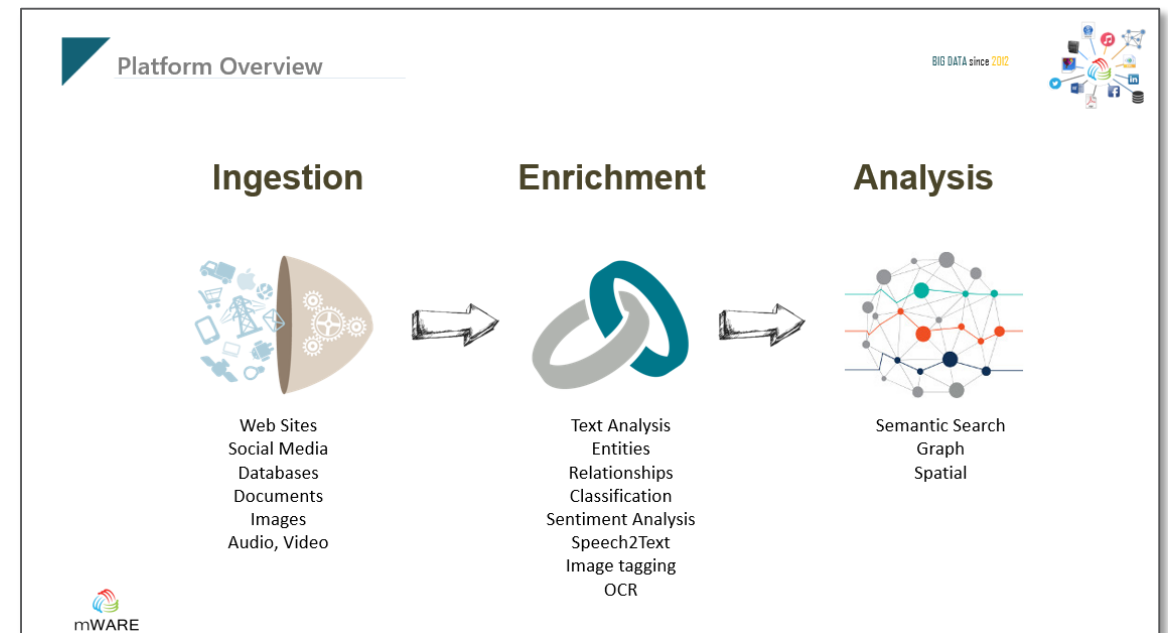 Platform Overview
BIG DATA since 2012
Ingestion
Enrichment
Analysis
Web Sites
Social Media
Databases
Documents
Images
Audio, Video
Text Analysis
Entities
Relationships
Classification
Sentiment Analysis
Speech2Text
Image tagging
OCR
Semantic Search
Graph
Spatial
mWARE